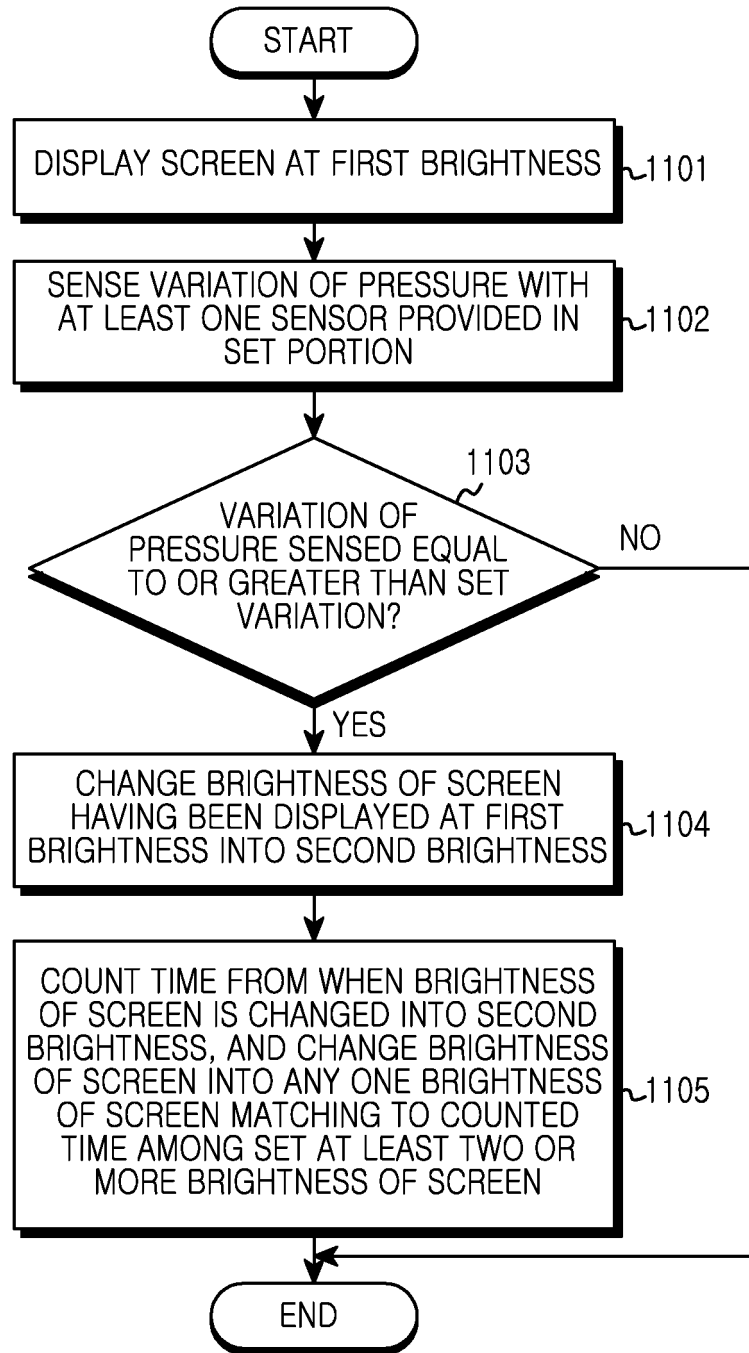 START
DISPLAY SCREEN AT FIRST BRIGHTNESS
1101
SENSE VARIATION OF PRESSURE WITH
AT LEAST ONE SENSOR PROVIDED IN
SET PORTION
1102
1103
VARIATION OF
PRESSURE SENSED EQUAL
TO OR GREATER THAN SET
VARIATION?
NO
YES
CHANGE BRIGHTNESS OF SCREEN
HAVING BEEN DISPLAYED AT FIRST
BRIGHTNESS INTO SECOND BRIGHTNESS
1104
COUNT TIME FROM WHEN BRIGHTNESS
OF SCREEN IS CHANGED INTO SECOND
BRIGHTNESS, AND CHANGE BRIGHTNESS
OF SCREEN INTO ANY ONE BRIGHTNESS
OF SCREEN MATCHING TO COUNTED
TIME AMONG SET AT LEAST TWO OR
MORE BRIGHTNESS OF SCREEN
1105
END